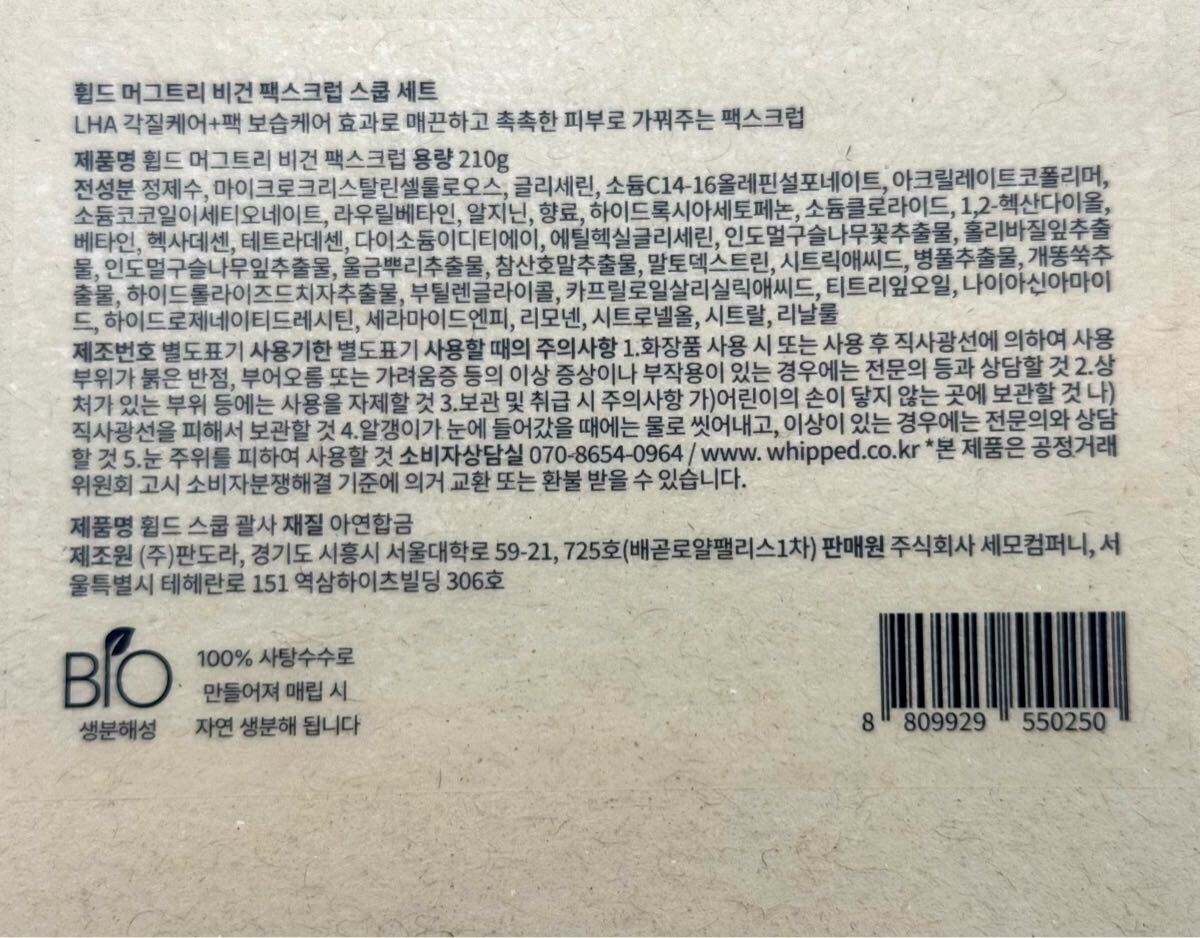 휩드 머그트리 비건 팩스크럽 스쿱 세트
LHA 각질케어+팩 보습케어 효과로 매끈하고 촉촉한 피부로 가꿔주는 팩스크럽
제품명 휩드 머그트리 비건 팩스크럽 용량 210g
전성분 정제수, 마이크로크리스탈린셀룰로오스, 글리세린, 소듐C14-16올레핀설포네이트, 아크릴레이트코폴리머,
소듐코코일이세티오네이트, 라우릴베타인, 알지닌, 향료, 하이드록시아세토페논, 소듐클로라이드, 1,2-헥산다이올,
베타인, 헥사데센, 테트라데센, 다이소듐이디티에이, 에틸헥실글리세린, 인도멀구슬나무꽃추출물, 홀리바질잎추출
물, 인도멀구슬나무잎추출물, 울금뿌리추출물, 참산호말추출물, 말토덱스트린, 시트릭애씨드, 병풀추출물, 개똥쑥추
출물, 하이드롤라이즈드치자추출물, 부틸렌글라이콜, 카프릴로일살리실릭애씨드, 티트리잎오일, 나이아신아마이
드, 하이드로제네이티드레시틴, 세라마이드엔피, 리모넨, 시트로넬올, 시트랄, 리날룰
제조번호 별도표기 사용기한 별도표기 사용할 때의 주의사항 1.화장품 사용 시 또는 사용 후 직사광선에 의하여 사용
부위가 붉은 반점, 부어오름 또는 가려움증 등의 이상 증상이나 부작용이 있는 경우에는 전문의 등과 상담할 것 2.상
처가 있는 부위 등에는 사용을 자제할 것 3.보관 및 취급 시 주의사항 가)어린이의 손이 닿지 않는 곳에 보관할 것 나)
직사광선을 피해서 보관할 것 4.알갱이가 눈에 들어갔을 때에는 물로 씻어내고, 이상이 있는 경우에는 전문의와 상담
할 것 5.눈 주위를 피하여 사용할 것 소비자상담실 070-8654-0964 / www. whipped.co.kr *본 제품은 공정거래
위원회 고시 소비자분쟁해결 기준에 의거 교환 또는 환불 받을 수 있습니다.
제품명 휩드 스쿱 괄사 재질 아연합금
제조원 (주)판도라, 경기도 시흥시 서울대학로 59-21, 725호(배곧로얄팰리스1차) 판매원 주식회사 세모컴퍼니, 서
울특별시 테헤란로 151 역삼하이츠빌딩 306호
BIO
생분해성
100% 사탕수수로
만들어져 매립 시
자연 생분해 됩니다
8 809929 550250